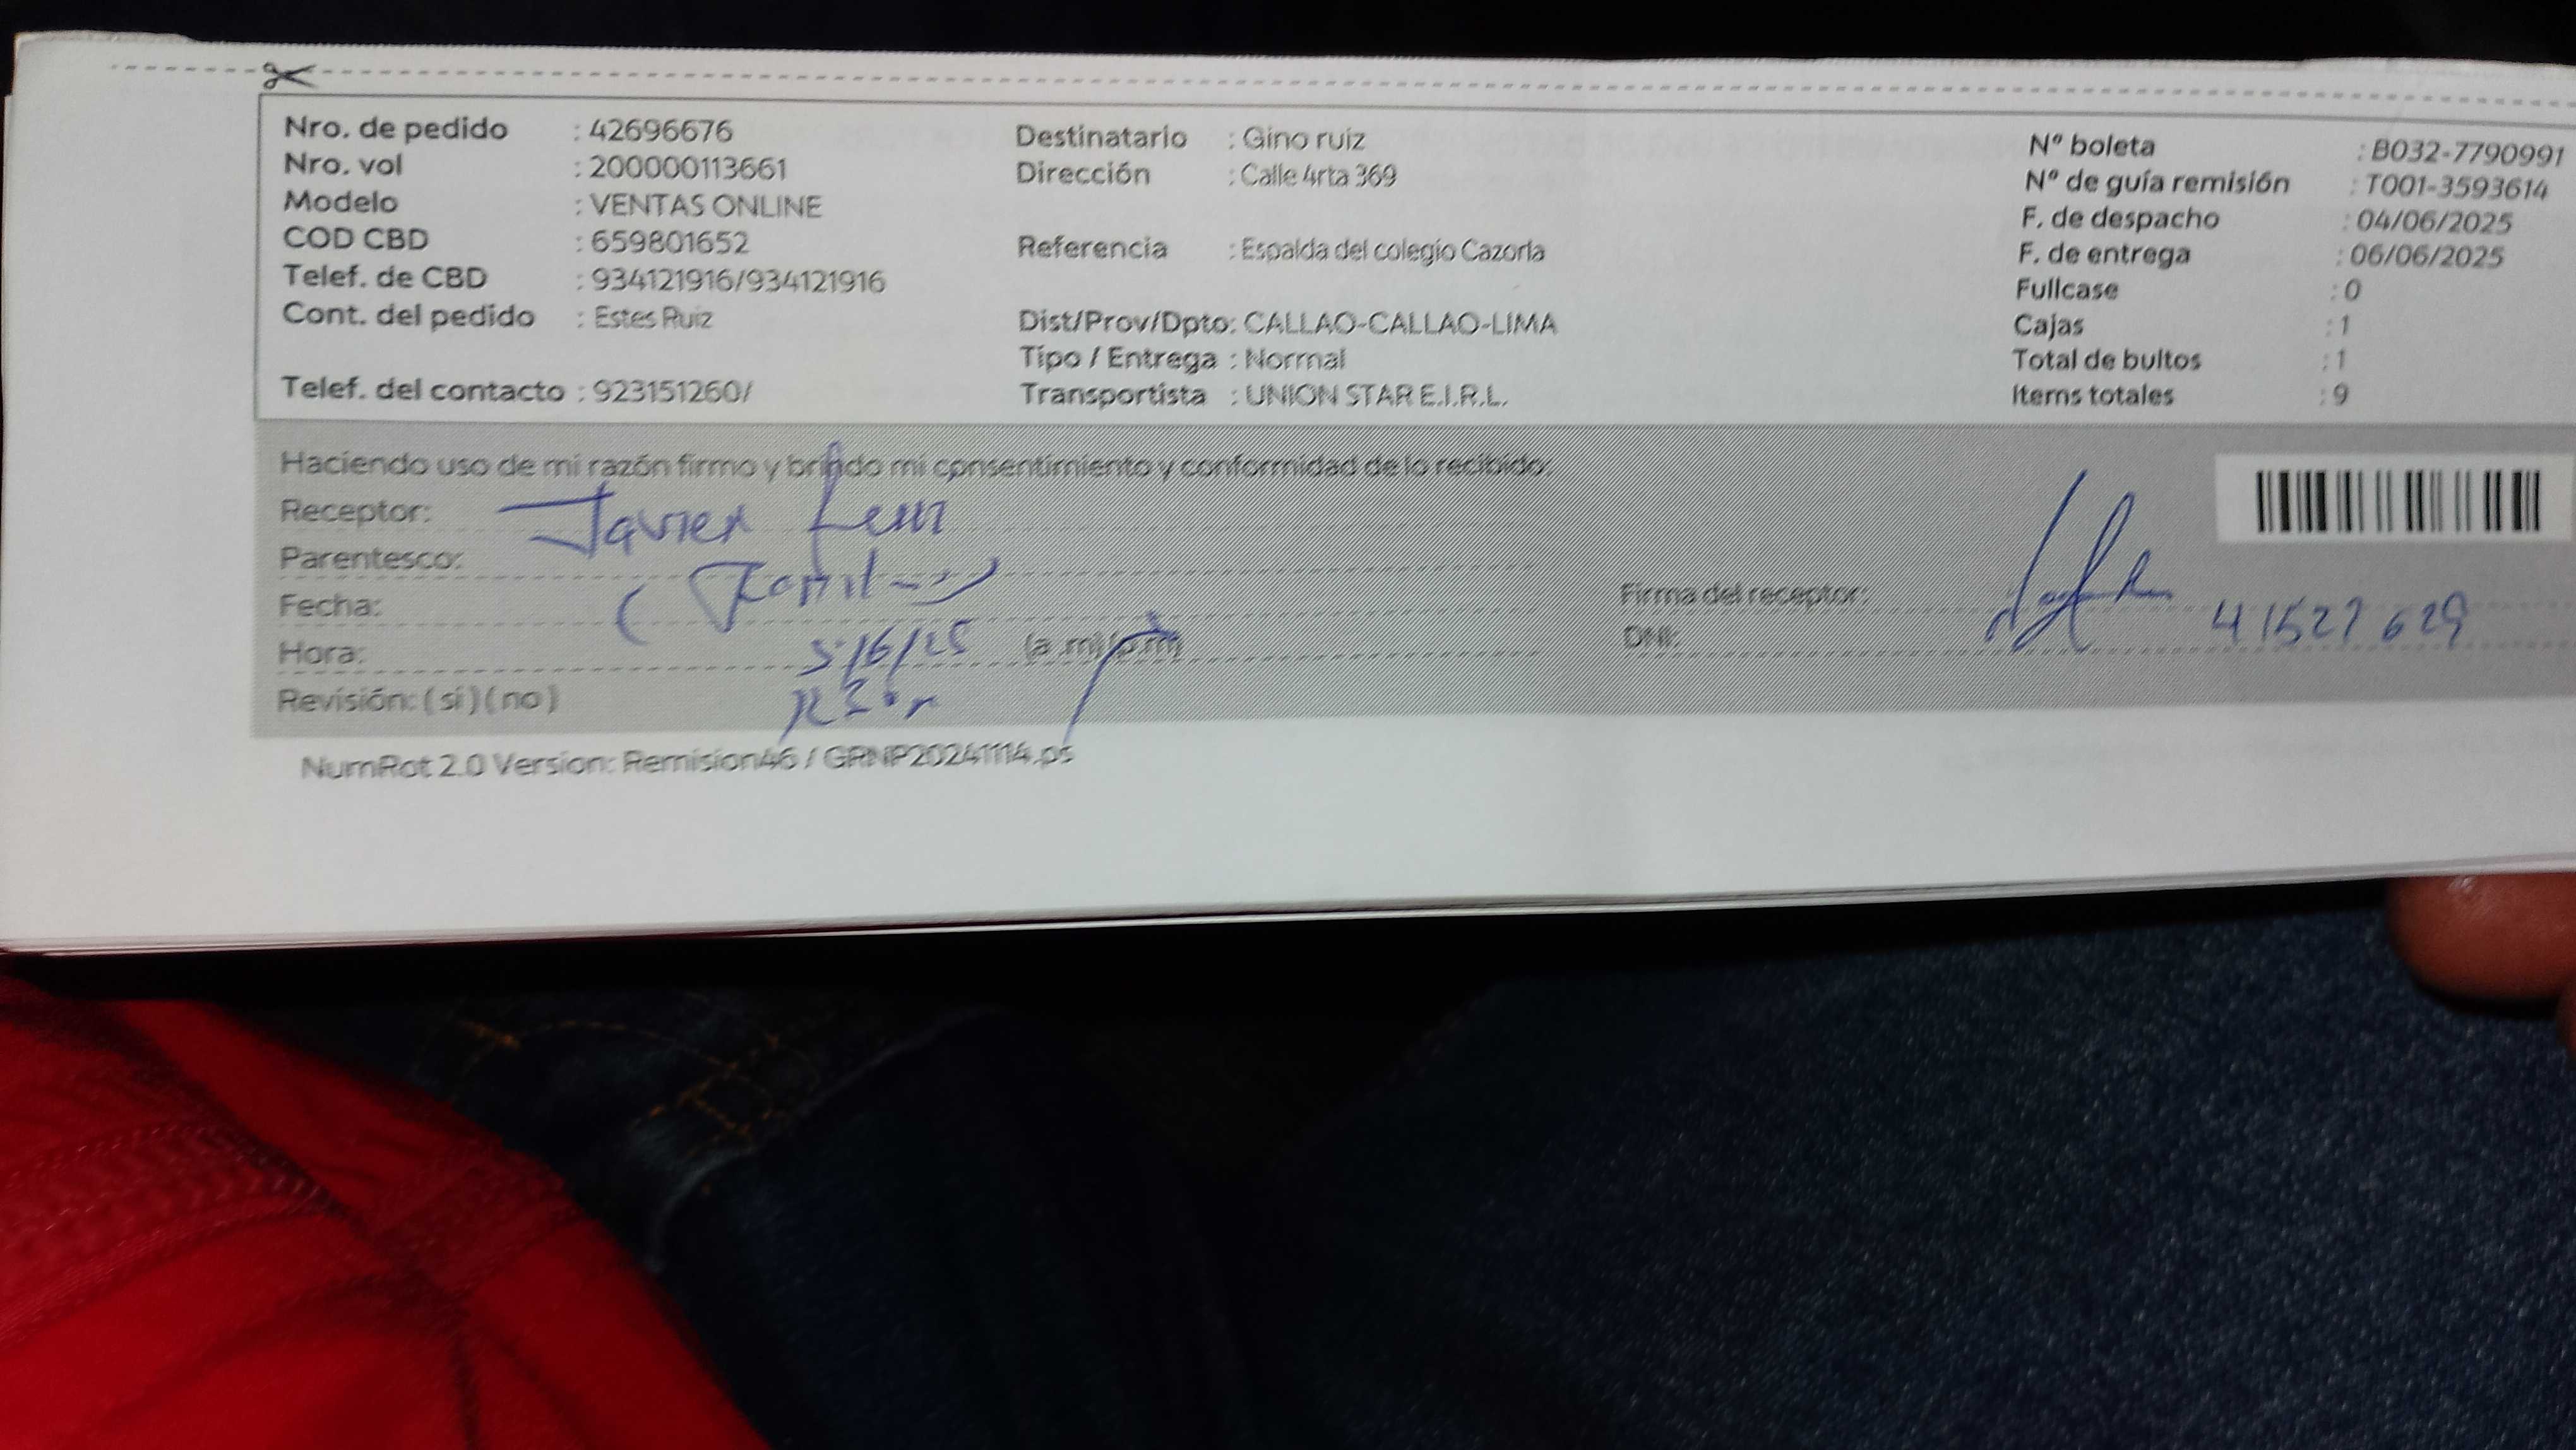 Nro. de pedido : 42696676
Nro. vol : 200000113661
Modelo : VENTAS ONLINE
COD CBD : 659801652
Telef. de CBD : 934121916/934121916
Cont. del pedido : Estes Ruiz
Telef. del contacto : 923151260/
Destinatario : Gino ruiz
Dirección : Calle 4rta 369
Referencia : Espalda del colegio Cazorla
Dist/Prov/Dpto: CALLAO-CALLAO-LIMA
Tipo / Entrega : Normal
Transportista : UNION STAR E.I.R.L.
Nº boleta : B032-7790991
Nº de guía remisión : T001-3593614
F. de despacho : 04/06/2025
F. de entrega : 06/06/2025
Fullcase : 0
Cajas : 1
Total de bultos : 1
Items totales : 9
Haciendo uso de mi razón firmo y brindo mi consentimiento y conformidad de lo recibido:
Receptor: Javier
Parentesco:
Fecha: 5/6/25
Hora: (a .m) (p.m)
Revisión: ( si ) ( no )
Firma del receptor:
DNI: 41527629
NumRot 2.0 Version: Remision46 / GRNP20241114.ps